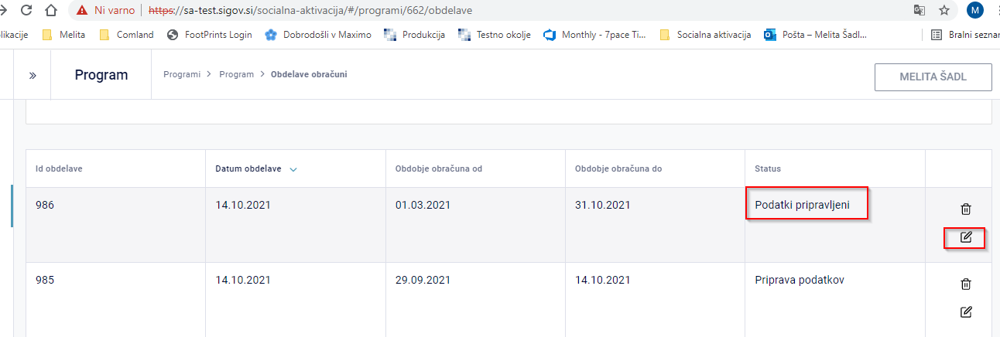 Ni varno https://sa-test.sigov.si/socialna-aktivacija/#/programi/662/obdelave M
likacije Melita Comland FootPrints Login Dobrodošli v Maximo Produkcija Testno okolje Monthly - 7pace Ti... Socialna aktivacija Pošta – Melita Šadl... Bralni sezna
Program Programi > Program > Obdelave obračuni MELITA ŠADL
Id obdelave Datum obdelave Obdobje obračuna od Obdobje obračuna do Status
986 14.10.2021 01.03.2021 31.10.2021 Podatki pripravljeni
985 14.10.2021 29.09.2021 14.10.2021 Priprava podatkov